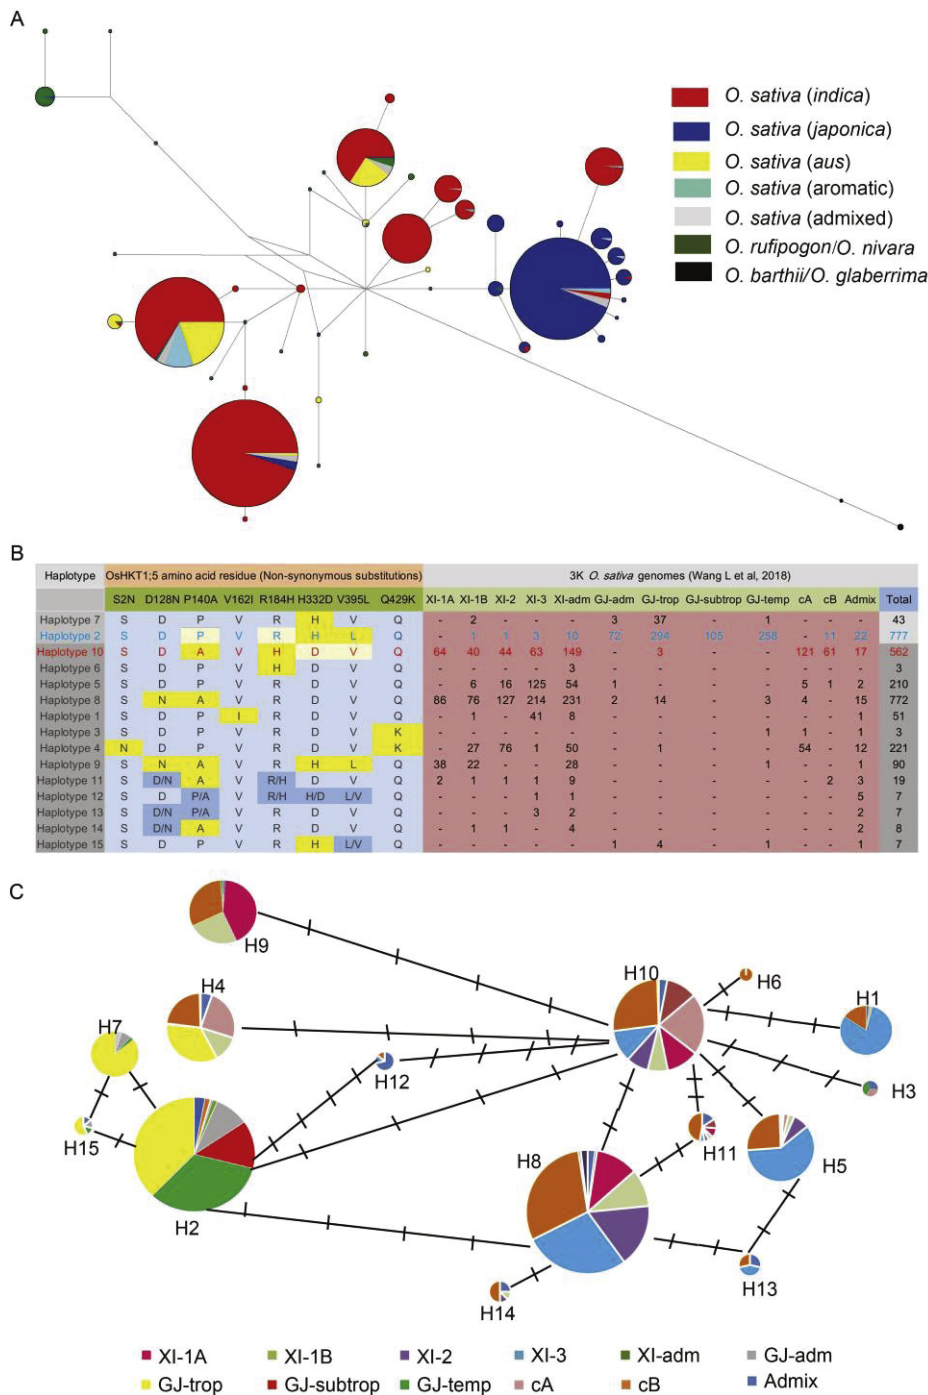 A
O. sativa (indica)
O. sativa (japonica)
O. sativa (aus)
O. sativa (aromatic)
O. sativa (admixed)
O. rufipogon/O. nivara
O. barthii/O. glaberrima
B
Haplotype OsHKT1;5 amino acid residue (Non-synonymous substitutions) 3K O. sativa genomes (Wang L et al, 2018)
S2N D128N P140A V162I R184H H332D V395L Q429K XI-1A XI-1B XI-2 XI-3 XI-adm GJ-adm GJ-trop GJ-subtrop GJ-temp cA cB Admix Total
Haplotype 7 S D P V R H V Q - 2 - - - 3 37 - 1 - - - 43
Haplotype 2 S D P V R H L Q - 1 1 3 10 72 294 105 258 - 11 22 777
Haplotype 10 S D A V H D V Q 64 40 44 63 149 - 3 - - 121 61 17 562
Haplotype 6 S D P V H D V Q - - - - 3 - - - - - - - 3
Haplotype 5 S D P V R D V Q - 6 16 125 54 1 - - - 5 1 2 210
Haplotype 8 S N A V R D V Q 86 76 127 214 231 2 14 - 3 4 - 15 772
Haplotype 1 S D P I R D V Q - 1 - 41 8 - - - - - - 1 51
Haplotype 3 S D P V R D V K - - - - - - - - 1 1 - 1 3
Haplotype 4 N D P V R D V K - 27 76 1 50 - 1 - - 54 - 12 221
Haplotype 9 S N A V R H L Q 38 22 - - 28 - - - 1 - - 1 90
Haplotype 11 S D/N A V R/H D V Q 2 1 1 1 9 - - - - - 2 3 19
Haplotype 12 S D P/A V R/H H/D L/V Q - - - 1 1 - - - - - - 5 7
Haplotype 13 S D/N P/A V R D V Q - - - 3 2 - - - - - - 2 7
Haplotype 14 S D/N A V R D V Q - 1 1 - 4 - - - - - - 2 8
Haplotype 15 S D P V R H L/V Q - - - - - 1 4 - 1 - - 1 7
C
H9
H10
H6
H4
H1
H7
H12
H3
H15
H11
H8
H5
H2
H13
H14
XI-1A XI-1B XI-2 XI-3 XI-adm GJ-adm
GJ-trop GJ-subtrop GJ-temp cA cB Admix